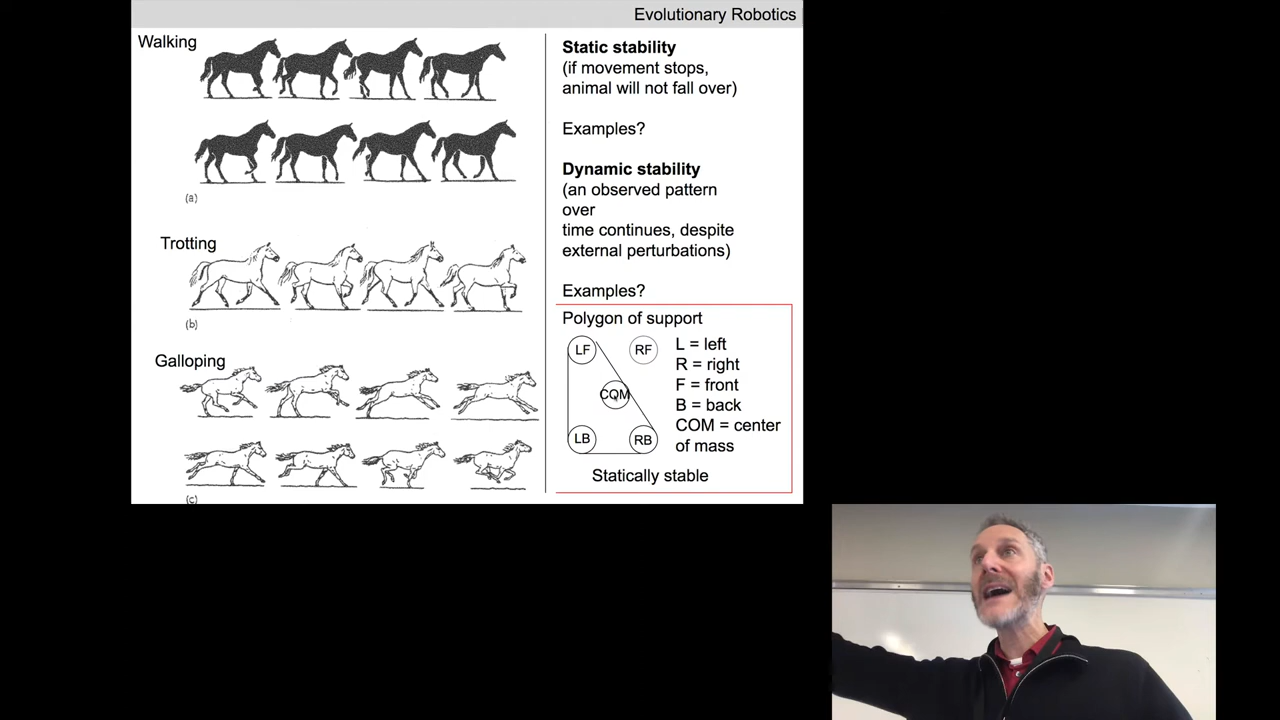 Evolutionary Robotics
Walking
(a)
Trotting
(b)
Galloping
(c)
Static stability
(if movement stops,
animal will not fall over)
Examples?
Dynamic stability
(an observed pattern
over
time continues, despite
external perturbations)
Examples?
Polygon of support
LF
RF
COM
LB
RB
L = left
R = right
F = front
B = back
COM = center
of mass
Statically stable